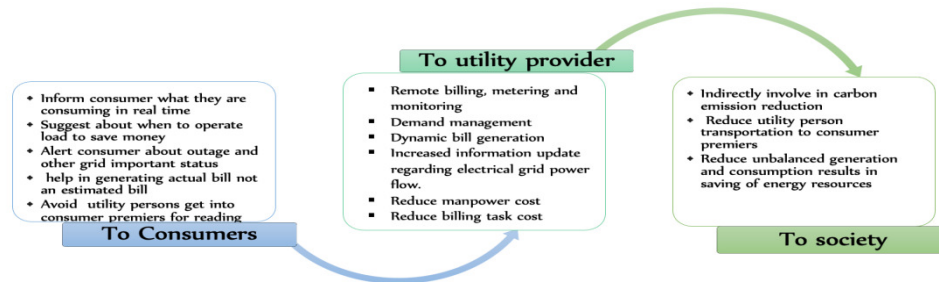 Inform consumer what they are
consuming in real time
Suggest about when to operate
load to save money
Alert consumer about outage and
other grid important status
help in generating actual bill not
an estimated bill
Avoid utility persons get into
consumer premiers for reading
To Consumers
To utility provider
Remote billing, metering and
monitoring
Demand management
Dynamic bill generation
Increased information update
regarding electrical grid power
flow.
Reduce manpower cost
Reduce billing task cost
Indirectly involve in carbon
emission reduction
Reduce utility person
transportation to consumer
premiers
Reduce unbalanced generation
and consumption results in
saving of energy resources
To society